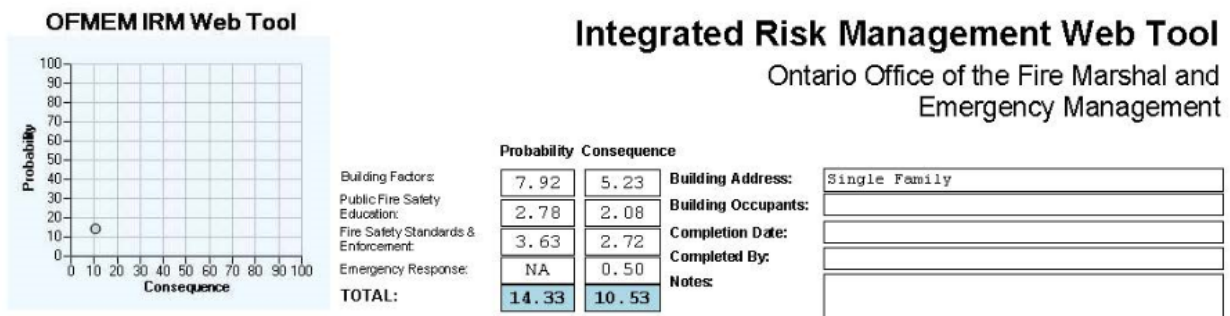 OFMEM IRM Web Tool
100
90
80
70
60
50
40
30
20
10
0
Probability
0 10 20 30 40 50 60 70 80 90 100
Consequence
Integrated Risk Management Web Tool
Ontario Office of the Fire Marshal and
Emergency Management
Probability Consequence
Building Factors: 7.92 5.23
Public Fire Safety
Education: 2.78 2.08
Fire Safety Standards &
Enforcement: 3.63 2.72
Emergency Response: NA 0.50
TOTAL: 14.33 10.53
Building Address: Single Family
Building Occupants:
Completion Date:
Completed By:
Notes: